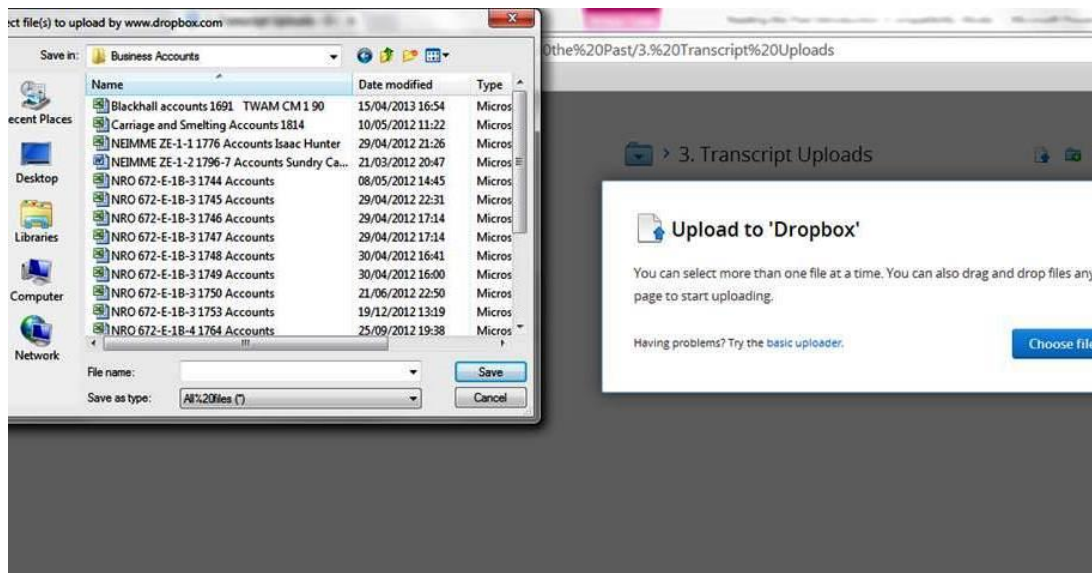 ect file(s) to upload by www.dropbox.com
Save in: Business Accounts
0the%20Past/3.%20Transcript%20Uploads
Name Date modified Type
Blackhall accounts 1691 TWAM CM 1 90 15/04/2013 16:54 Micros
Carriage and Smelting Accounts 1814 10/05/2012 11:22 Micros
NEIMME ZE-1-1 1776 Accounts Isaac Hunter 29/04/2012 21:26 Micros
NEIMME ZE-1-2 1796-7 Accounts Sundry Ca... 21/03/2012 20:47 Micros
NRO 672-E-1B-3 1744 Accounts 08/05/2012 14:45 Micros
NRO 672-E-1B-3 1745 Accounts 29/04/2012 22:31 Micros
NRO 672-E-1B-3 1746 Accounts 29/04/2012 17:14 Micros
NRO 672-E-1B-3 1747 Accounts 29/04/2012 17:14 Micros
NRO 672-E-1B-3 1748 Accounts 30/04/2012 16:41 Micros
NRO 672-E-1B-3 1749 Accounts 30/04/2012 16:00 Micros
NRO 672-E-1B-3 1750 Accounts 21/06/2012 22:50 Micros
NRO 672-E-1B-3 1753 Accounts 19/12/2012 13:19 Micros
NRO 672-E-1B-4 1764 Accounts 25/09/2012 19:38 Micros
ecent Places
Desktop
Libraries
Computer
Network
File name: Save
Save as type: All%20files (*) Cancel
> 3. Transcript Uploads
Upload to 'Dropbox'
You can select more than one file at a time. You can also drag and drop files any
page to start uploading.
Having problems? Try the basic uploader.
Choose file